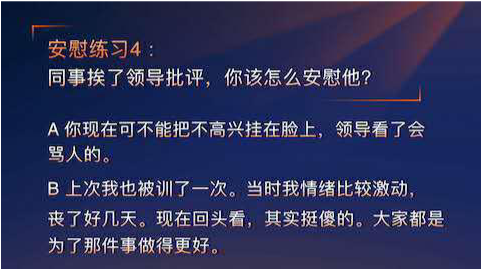 安慰练习4：
同事挨了领导批评，你该怎么安慰他？
A 你现在可不能把不高兴挂在脸上，领导看了会
骂人的。
B 上次我也被训了一次。当时我情绪比较激动，
丧了好几天。现在回头看，其实挺傻的。大家都是
为了那件事做得更好。